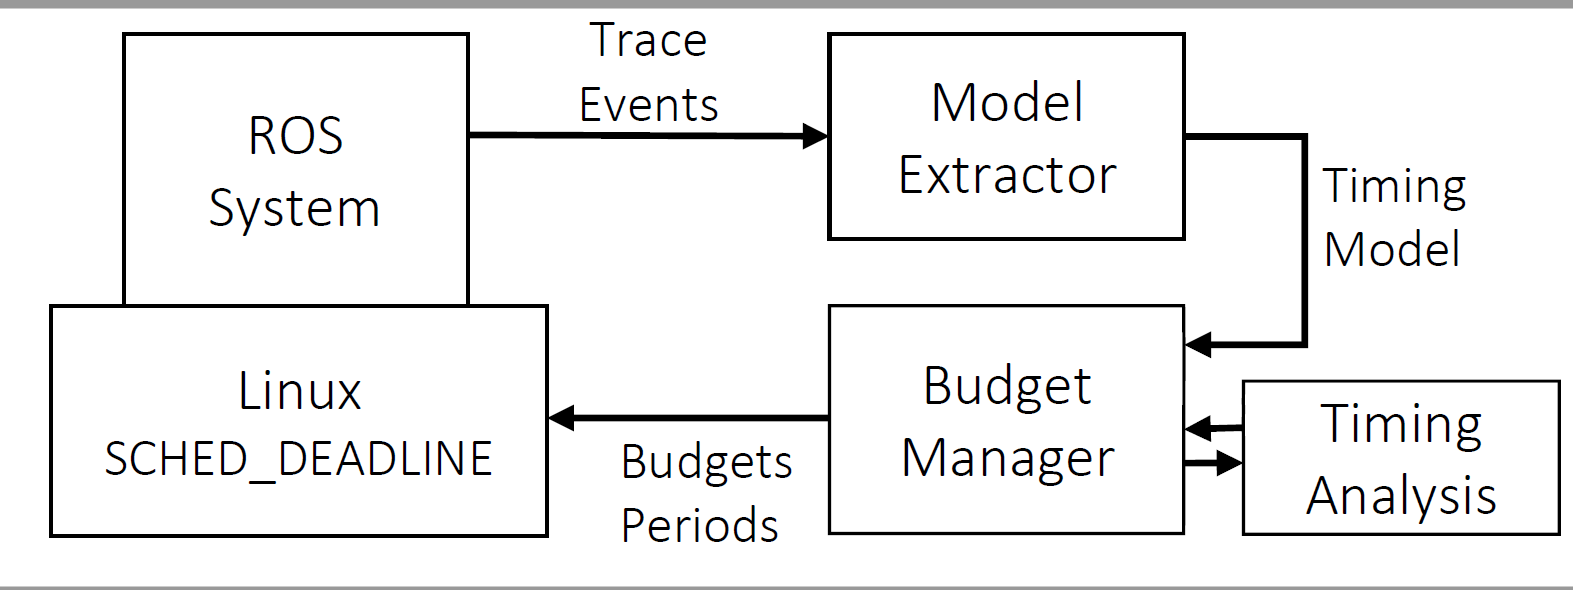 Trace
Events
ROS
System
Model
Extractor
Timing
Model
Linux
SCHED_DEADLINE
Budgets
Periods
Budget
Manager
Timing
Analysis